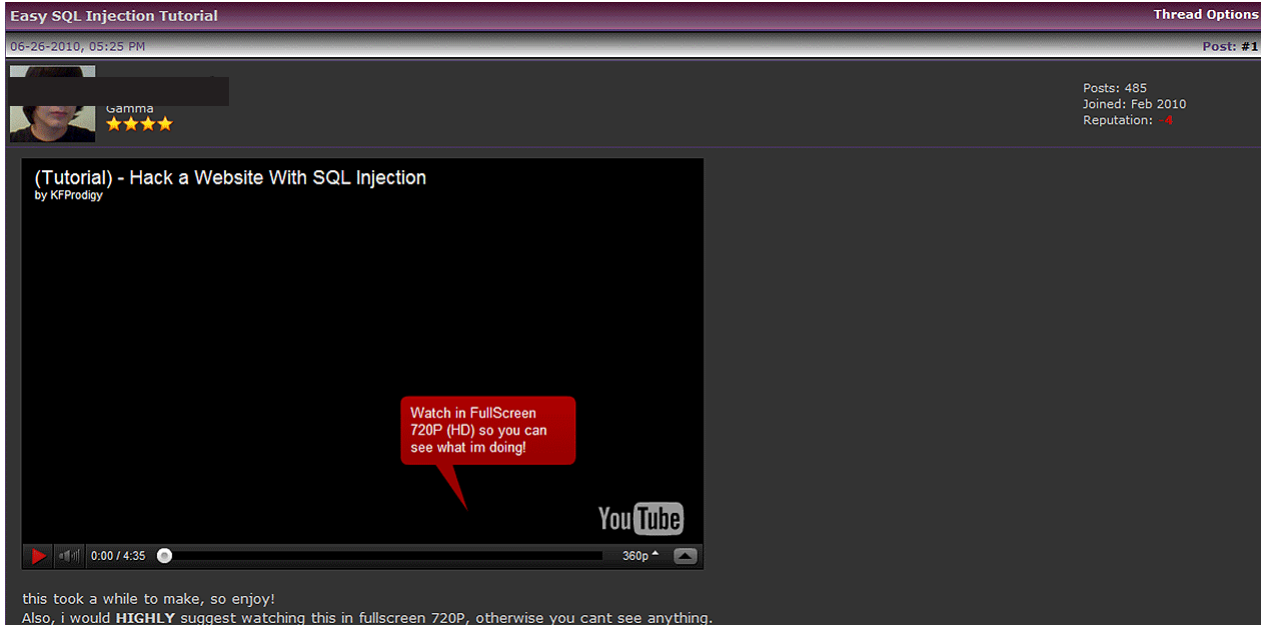 Easy SQL Injection Tutorial
Thread Options
06-26-2010, 05:25 PM
Post: #1
Gamma
Posts: 485
Joined: Feb 2010
Reputation: -4
(Tutorial) - Hack a Website With SQL Injection
by KFProdigy
Watch in FullScreen
720P (HD) so you can
see what im doing!
YouTube
0:00 / 4:35
360p
this took a while to make, so enjoy!
Also, i would HIGHLY suggest watching this in fullscreen 720P, otherwise you cant see anything.